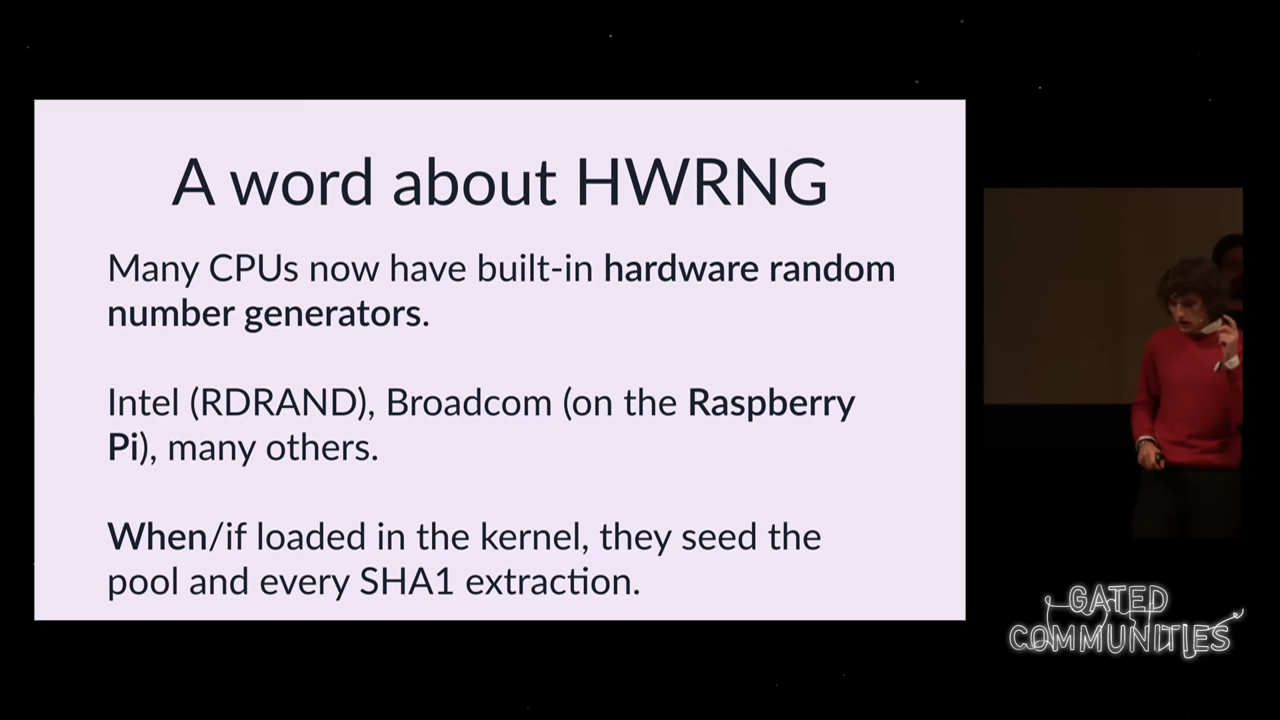 A word about HWRNG
Many CPUs now have built-in hardware random
number generators.
Intel (RDRAND), Broadcom (on the Raspberry
Pi), many others.
When/if loaded in the kernel, they seed the
pool and every SHA1 extraction.
GATED
COMMUNITIES